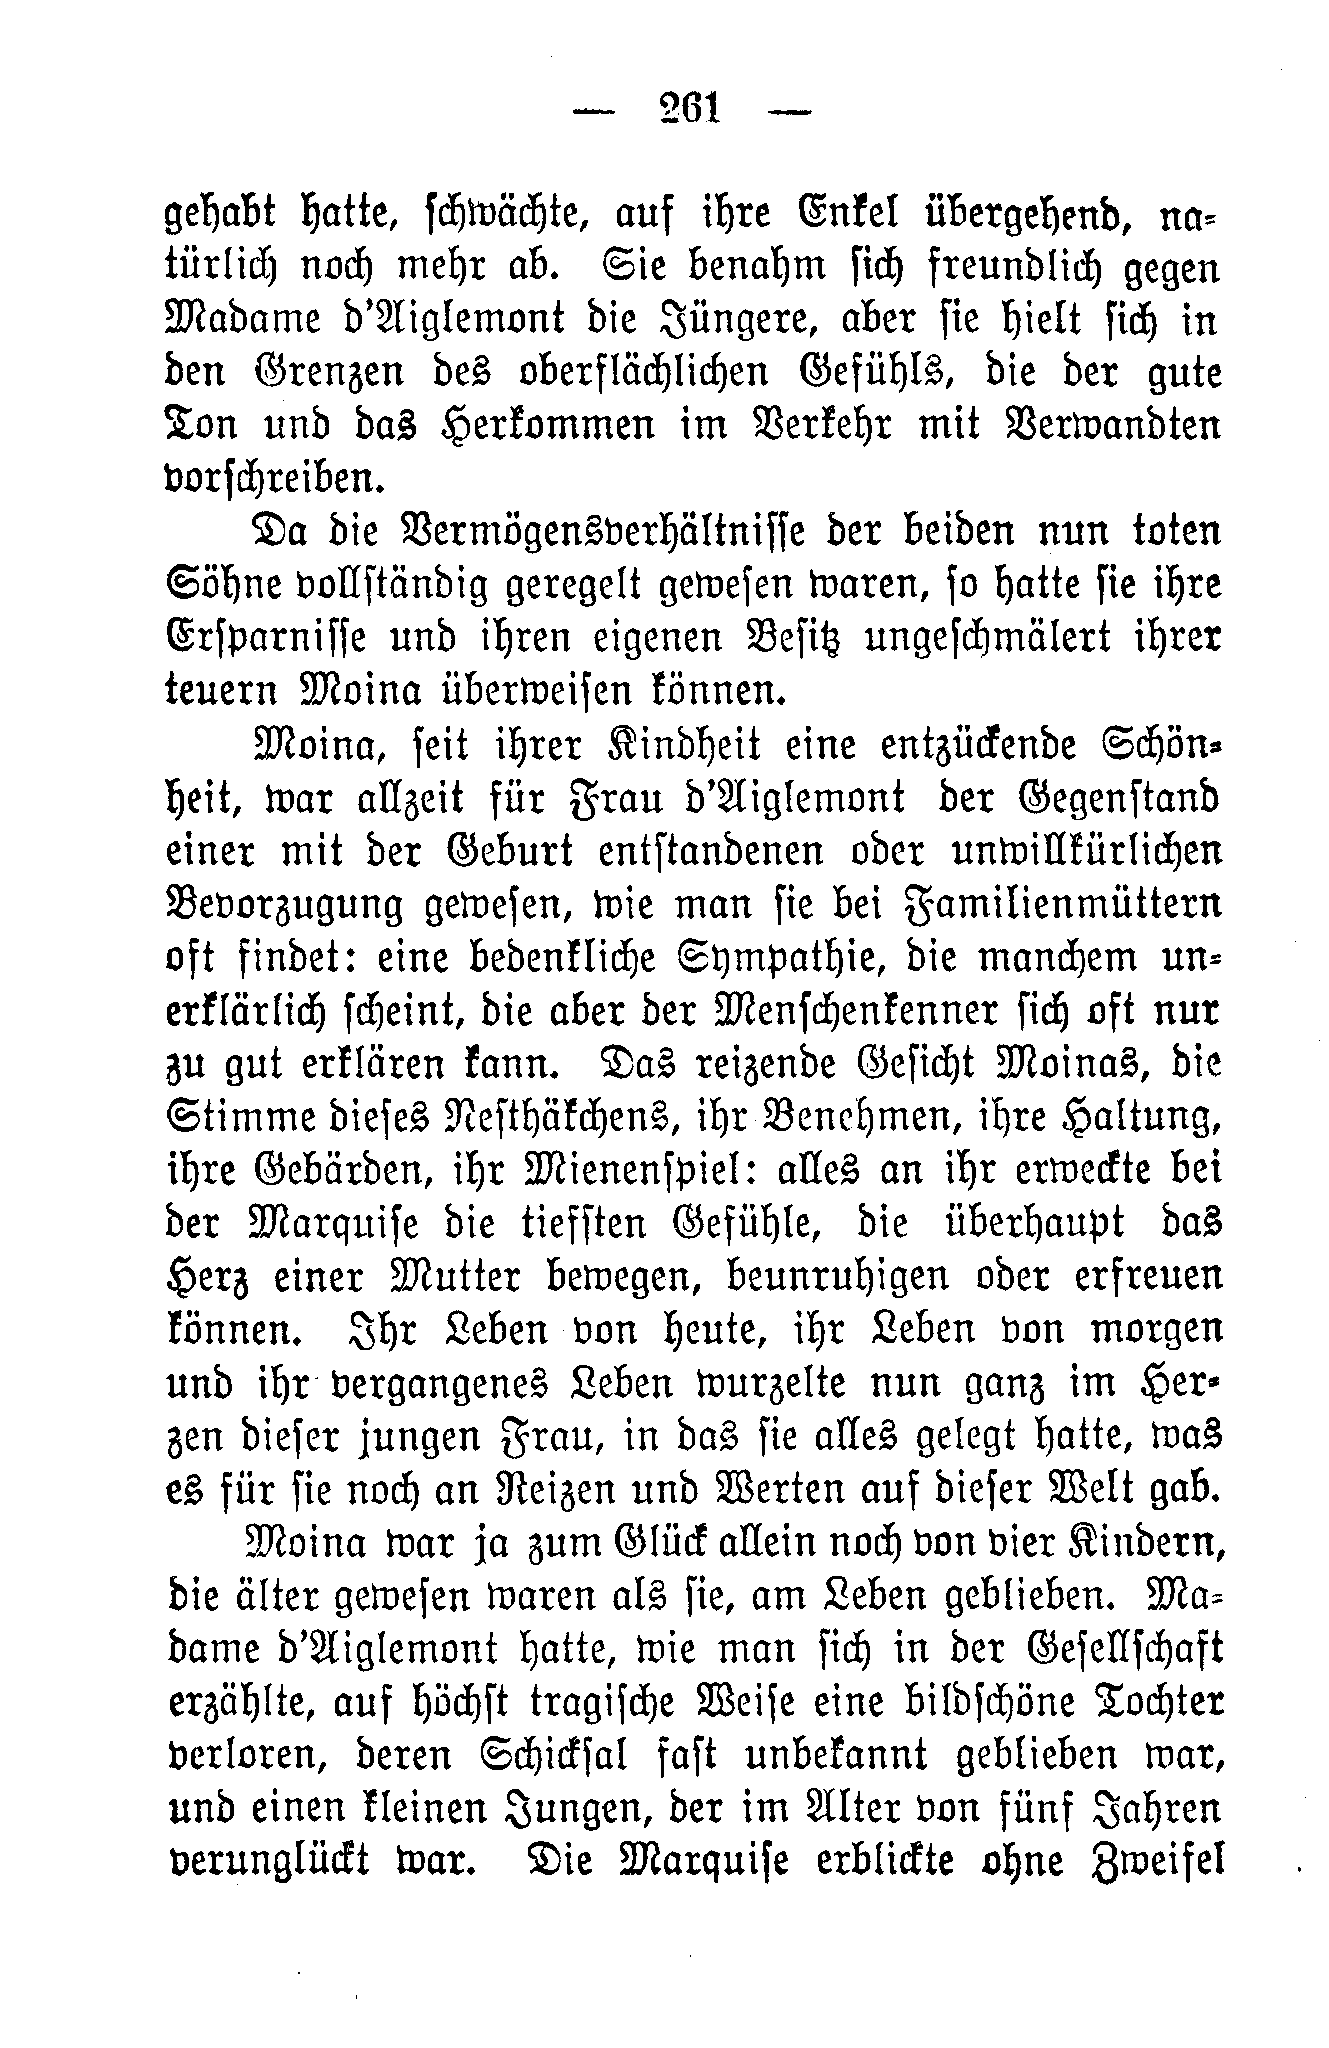 — 261 —
gehabt hatte, ſchwächte, auf ihre Enkel übergehend, na-
türlich noch mehr ab. Sie benahm ſich freundlich gegen
Madame d'Aiglemont die Jüngere, aber ſie hielt ſich in
den Grenzen des oberflächlichen Gefühls, die der gute
Ton und das Herkommen im Verkehr mit Verwandten
vorſchreiben.
Da die Vermögensverhältniſſe der beiden nun toten
Söhne vollſtändig geregelt geweſen waren, ſo hatte ſie ihre
Erſparniſſe und ihren eigenen Beſitz ungeſchmälert ihrer
teuern Moina überweiſen können.
Moina, ſeit ihrer Kindheit eine entzückende Schön-
heit, war allzeit für Frau d'Aiglemont der Gegenſtand
einer mit der Geburt entſtandenen oder unwillkürlichen
Bevorzugung geweſen, wie man ſie bei Familienmüttern
oft findet: eine bedenkliche Sympathie, die manchem un-
erklärlich ſcheint, die aber der Menſchenkenner ſich oft nur
zu gut erklären kann. Das reizende Geſicht Moinas, die
Stimme dieſes Neſthäkchens, ihr Benehmen, ihre Haltung,
ihre Gebärden, ihr Mienenſpiel: alles an ihr erweckte bei
der Marquiſe die tiefſten Gefühle, die überhaupt das
Herz einer Mutter bewegen, beunruhigen oder erfreuen
können. Ihr Leben von heute, ihr Leben von morgen
und ihr vergangenes Leben wurzelte nun ganz im Her-
zen dieſer jungen Frau, in das ſie alles gelegt hatte, was
es für ſie noch an Reizen und Werten auf dieſer Welt gab.
Moina war ja zum Glück allein noch von vier Kindern,
die älter geweſen waren als ſie, am Leben geblieben. Ma-
dame d'Aiglemont hatte, wie man ſich in der Geſellſchaft
erzählte, auf höchſt tragiſche Weiſe eine bildſchöne Tochter
verloren, deren Schickſal faſt unbekannt geblieben war,
und einen kleinen Jungen, der im Alter von fünf Jahren
verunglückt war. Die Marquiſe erblickte ohne Zweifel